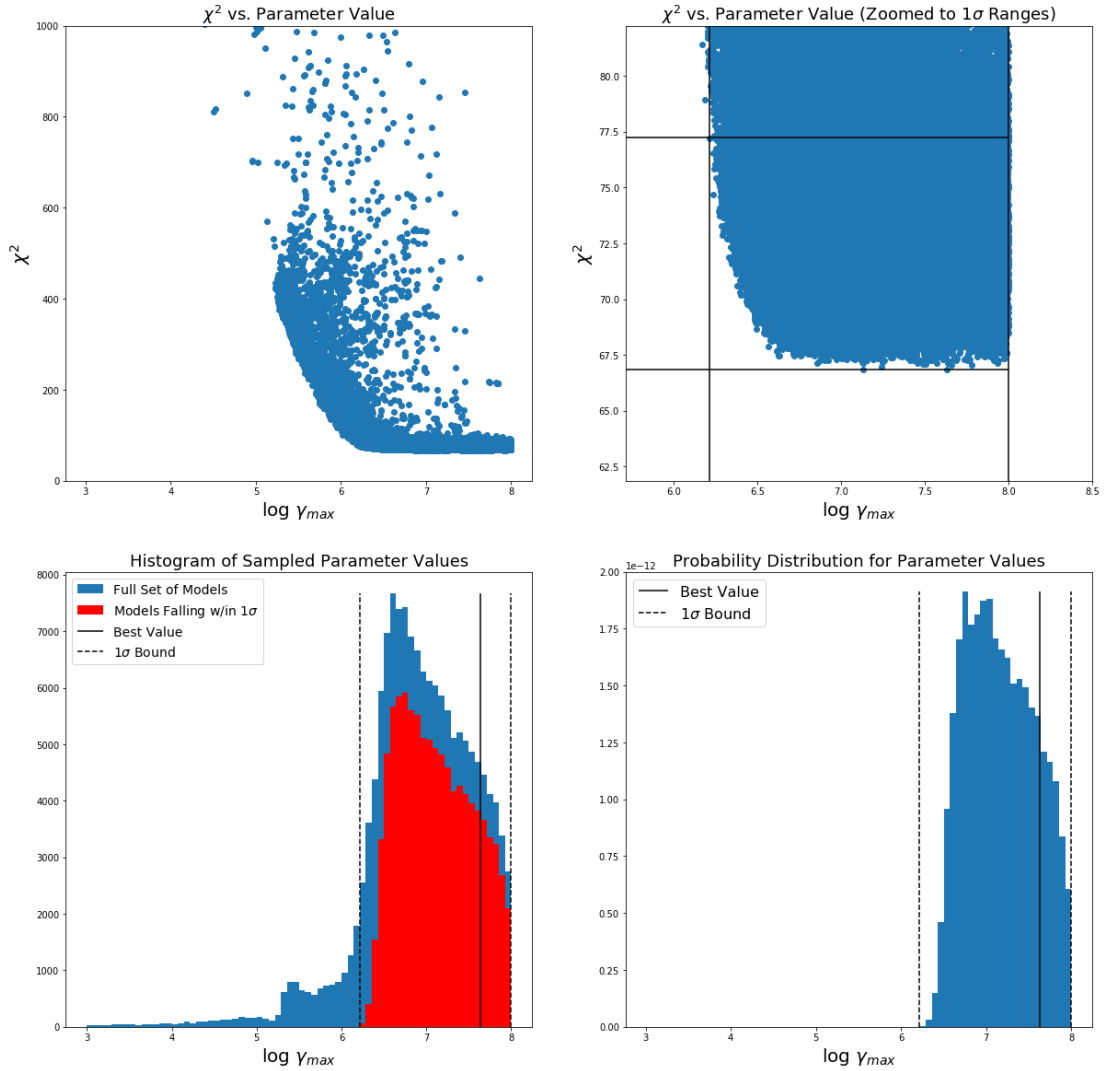 χ² vs. Parameter Value
1000
800
600
400
200
0
χ²
3 4 5 6 7 8
log γmax
χ² vs. Parameter Value (Zoomed to 1σ Ranges)
80.0
77.5
75.0
72.5
70.0
67.5
65.0
62.5
χ²
6.0 6.5 7.0 7.5 8.0 8.5
log γmax
Histogram of Sampled Parameter Values
8000
7000
6000
5000
4000
3000
2000
1000
0
Full Set of Models
Models Falling w/in 1σ
Best Value
1σ Bound
3 4 5 6 7 8
log γmax
Probability Distribution for Parameter Values
1e−12
2.00
1.75
1.50
1.25
1.00
0.75
0.50
0.25
0.00
Best Value
1σ Bound
3 4 5 6 7 8
log γmax